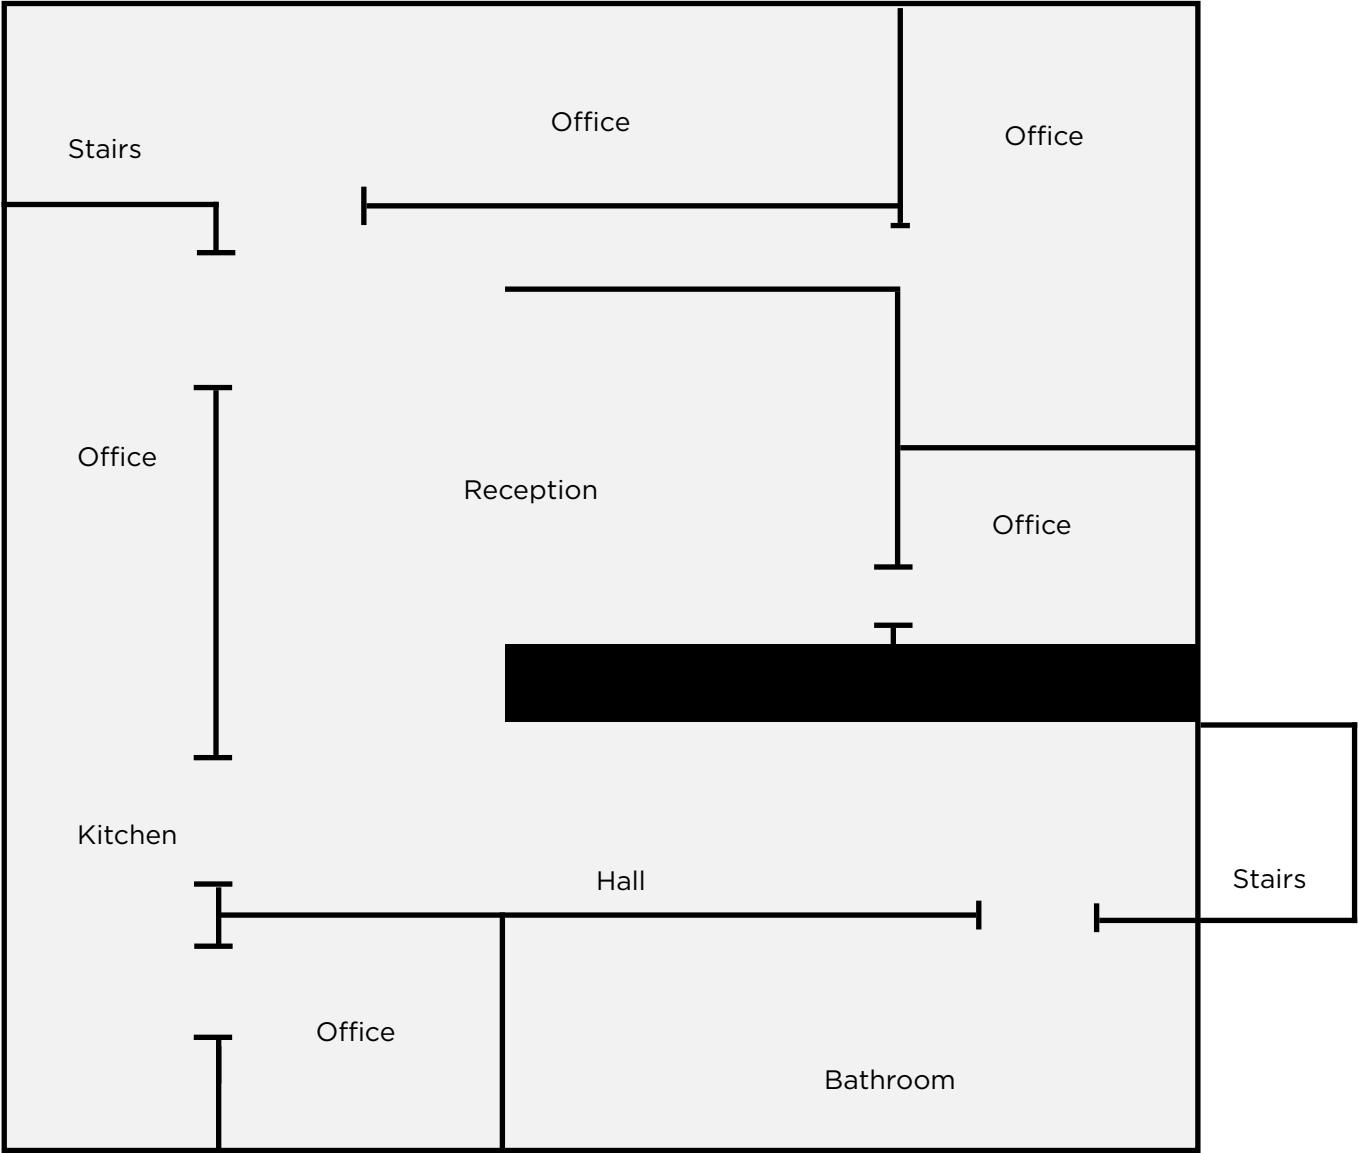 Office
Office
Stairs
Office
Reception
Office
Kitchen
Hall
Stairs
Office
Bathroom